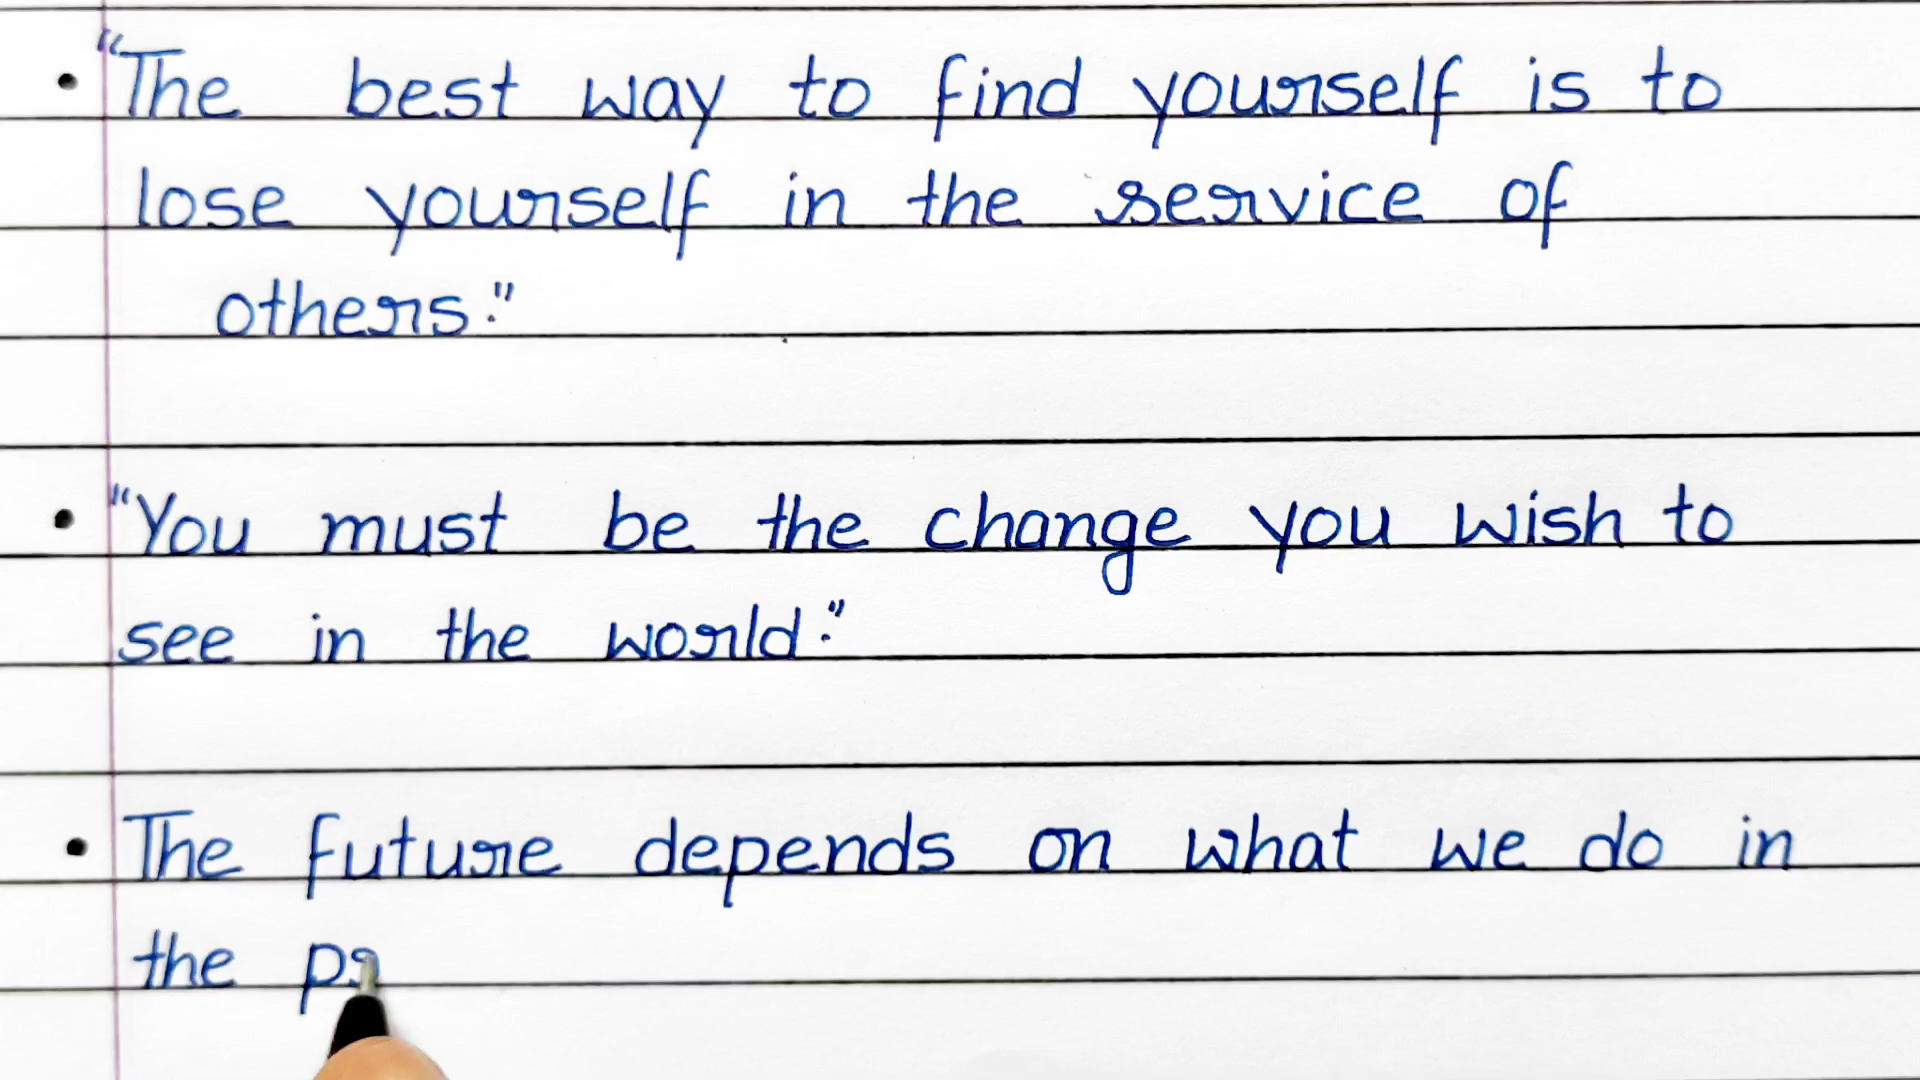 • "The best way to find yourself is to
lose yourself in the service of
others."
• "You must be the change you wish to
see in the world."
• The future depends on what we do in
the